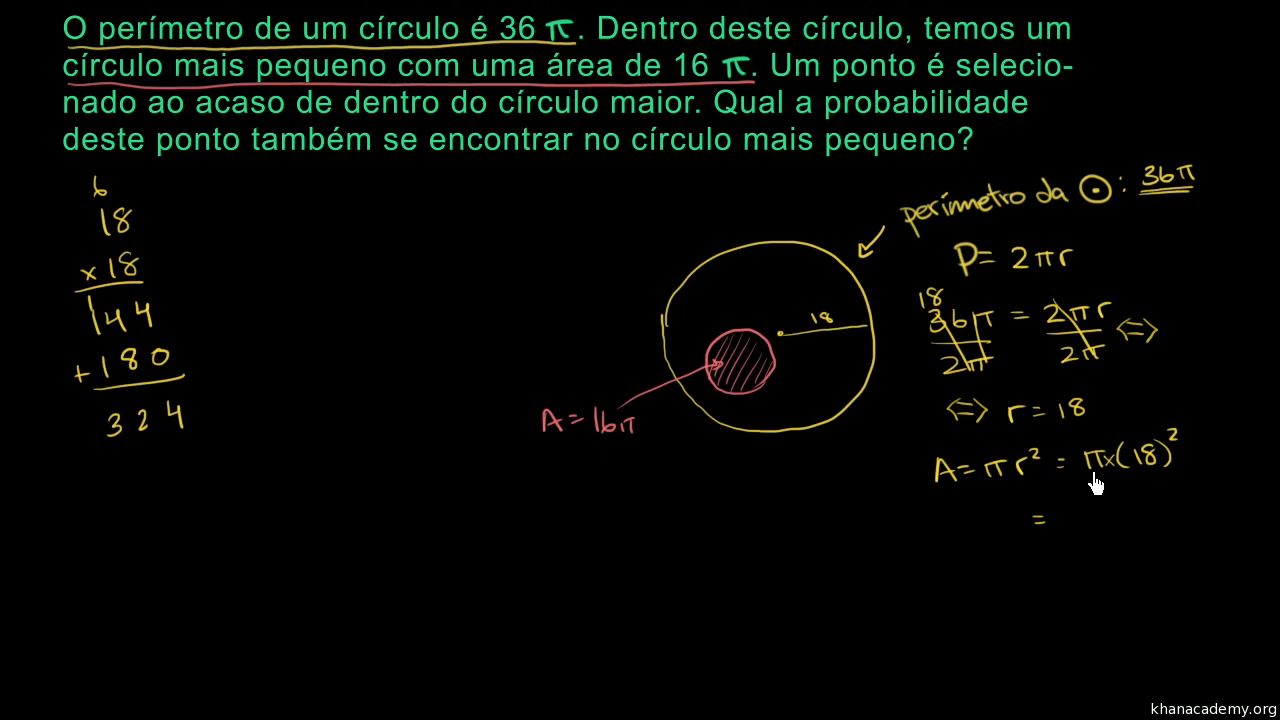 O perímetro de um círculo é 36 π. Dentro deste círculo, temos um
círculo mais pequeno com uma área de 16 π. Um ponto é selecio-
nado ao acaso de dentro do círculo maior. Qual a probabilidade
deste ponto também se encontrar no círculo mais pequeno?
6
18
x 18
144
+ 180
324
A = 16π
18
perímetro da ⊙ : 36π
P = 2πr
18
36π = 2πr
2π 2π ⇔
⇔ r = 18
A = πr² = π×(18)²
=
khanacademy.org